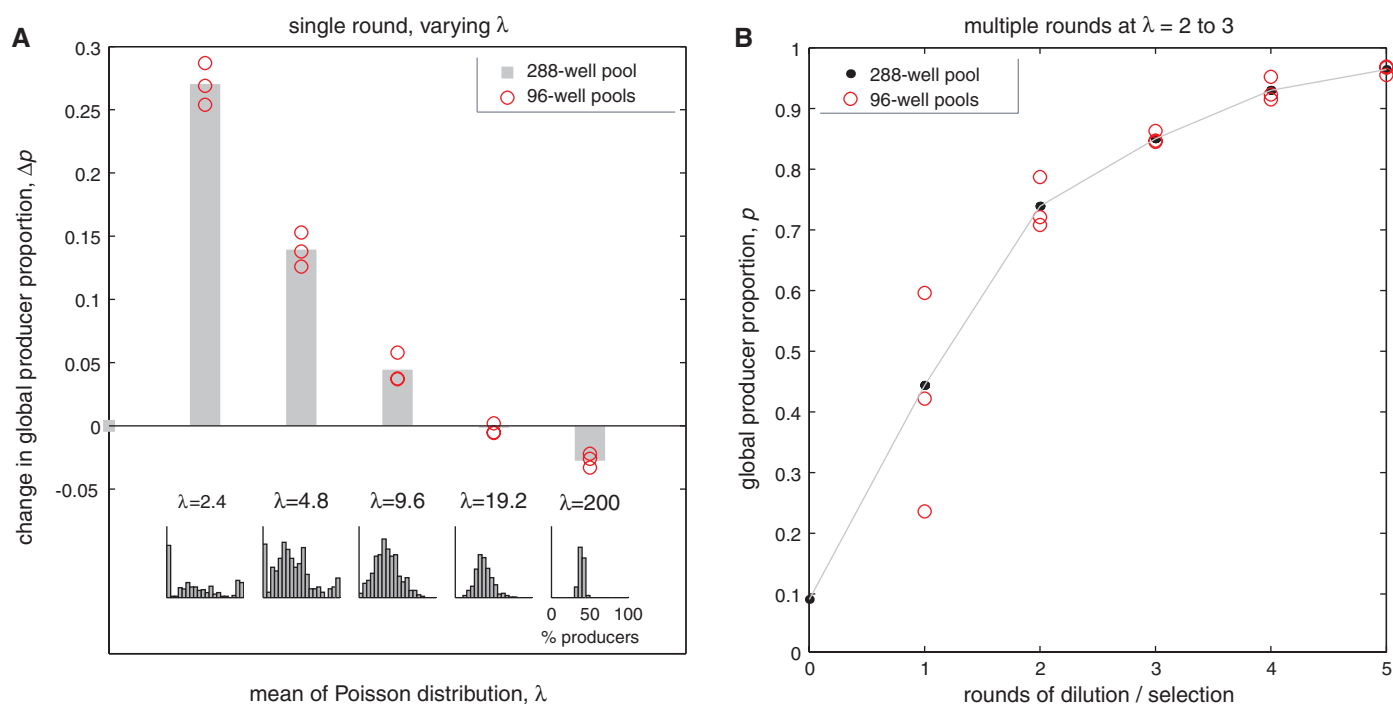 A
single round, varying λ
0.3
0.25
0.2
0.15
0.1
0.05
0
-0.05
change in global producer proportion, Δp
288-well pool
96-well pools
λ=2.4
λ=4.8
λ=9.6
λ=19.2
λ=200
0 50 100
% producers
mean of Poisson distribution, λ
B
multiple rounds at λ = 2 to 3
1
0.9
0.8
0.7
0.6
0.5
0.4
0.3
0.2
0.1
0
global producer proportion, p
288-well pool
96-well pools
0 1 2 3 4 5
rounds of dilution / selection